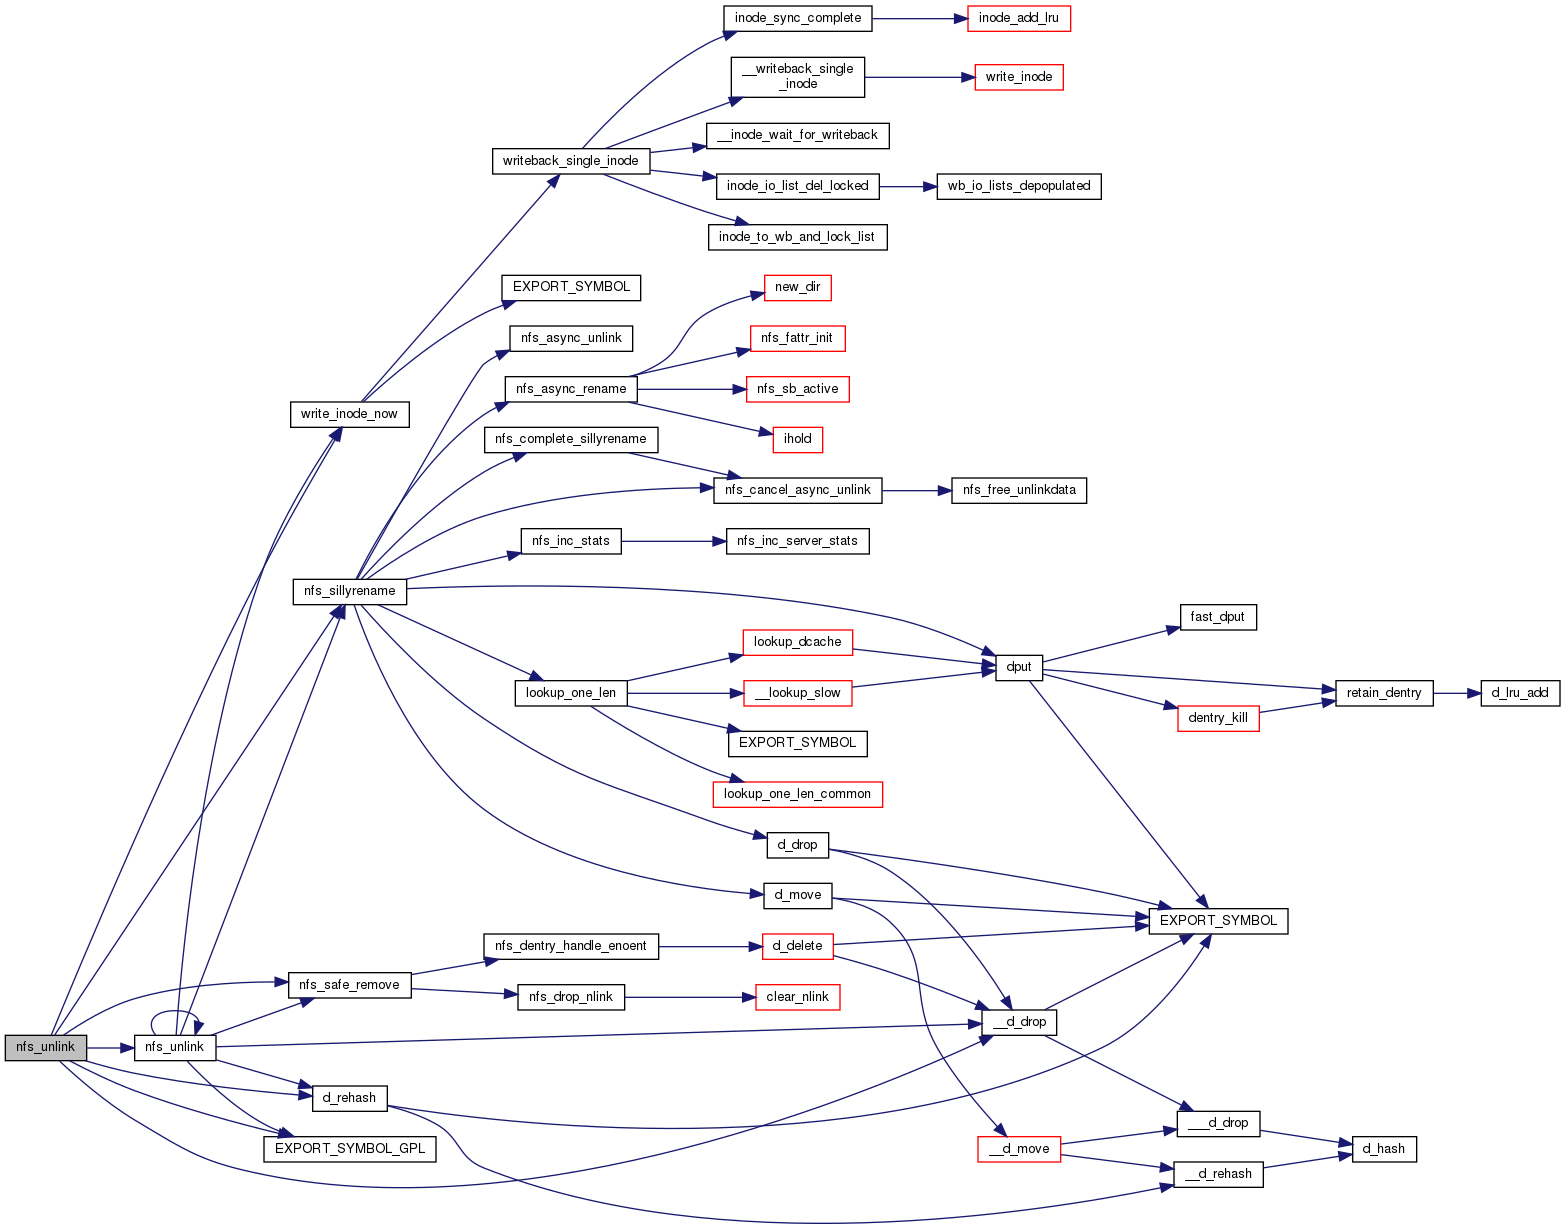 inode_sync_complete
inode_add_lru
__writeback_single
_inode
write_inode
__inode_wait_for_writeback
writeback_single_inode
inode_io_list_del_locked
wb_io_lists_depopulated
inode_to_wb_and_lock_list
EXPORT_SYMBOL
new_dir
nfs_async_unlink
nfs_fattr_init
nfs_async_rename
nfs_sb_active
write_inode_now
nfs_complete_sillyrename
ihold
nfs_cancel_async_unlink
nfs_free_unlinkdata
nfs_inc_stats
nfs_inc_server_stats
nfs_sillyrename
fast_dput
lookup_dcache
dput
lookup_one_len
__lookup_slow
retain_dentry
d_lru_add
dentry_kill
EXPORT_SYMBOL
lookup_one_len_common
d_drop
d_move
EXPORT_SYMBOL
nfs_dentry_handle_enoent
d_delete
nfs_safe_remove
nfs_drop_nlink
clear_nlink
__d_drop
nfs_unlink
nfs_unlink
d_rehash
___d_drop
EXPORT_SYMBOL_GPL
__d_move
d_hash
__d_rehash